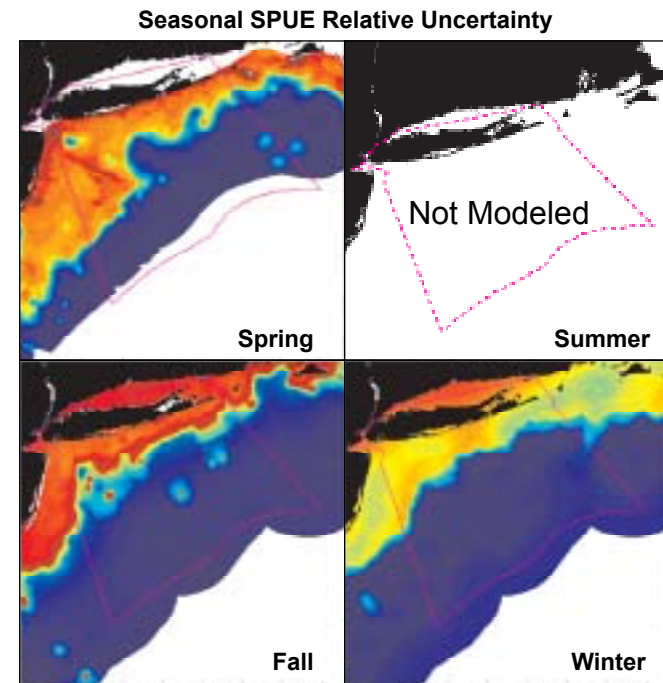 Seasonal SPUE Relative Uncertainty
Spring
Not Modeled
Summer
Fall
Winter